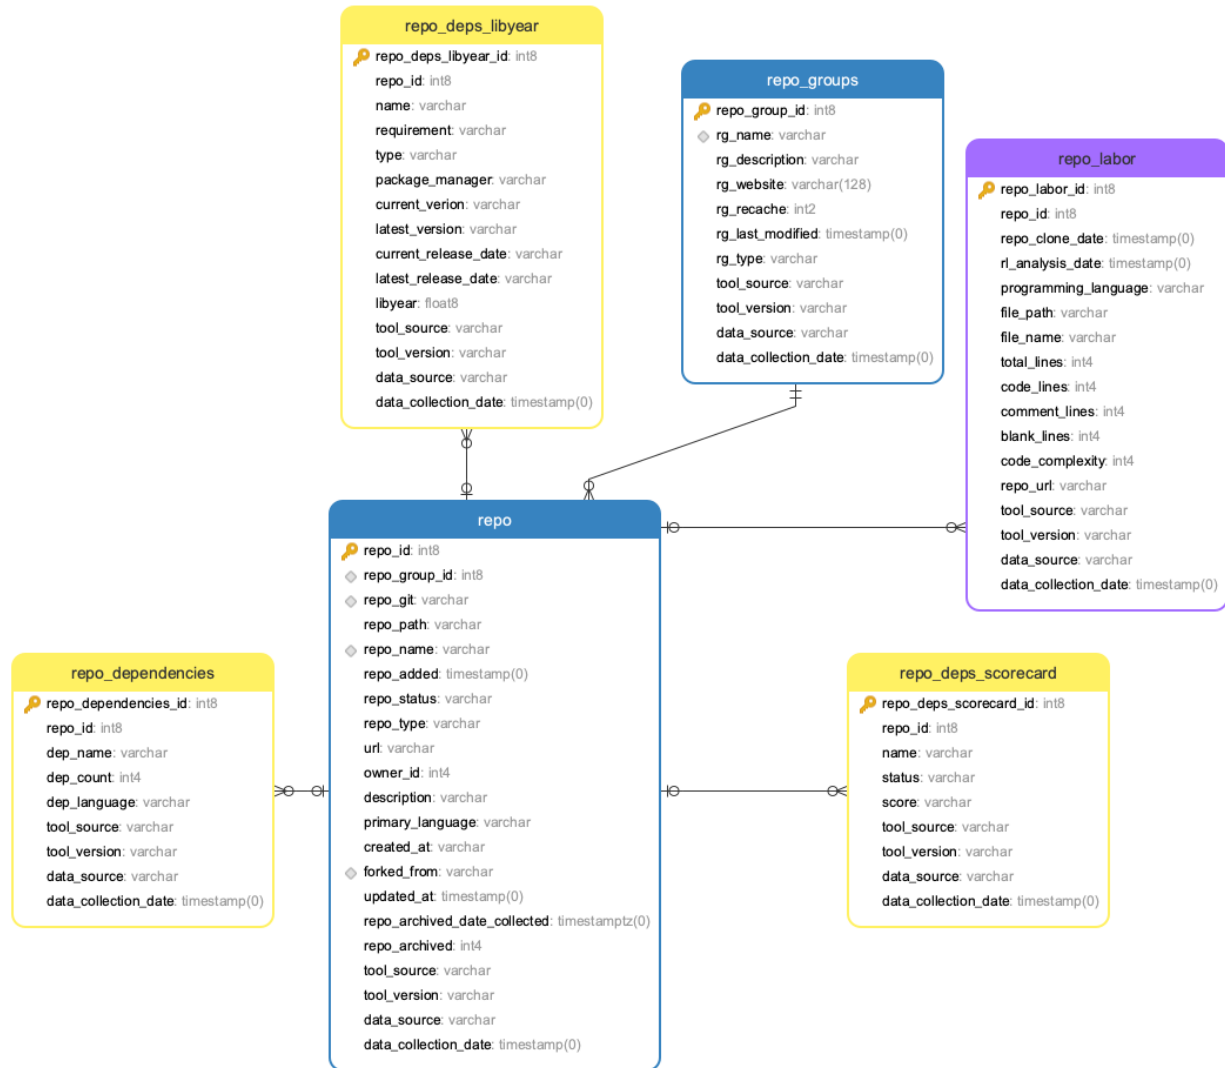 repo_deps_libyear
repo_deps_libyear_id: int8
repo_id: int8
name: varchar
requirement: varchar
type: varchar
package_manager: varchar
current_verion: varchar
latest_version: varchar
current_release_date: varchar
latest_release_date: varchar
libyear: float8
tool_source: varchar
tool_version: varchar
data_source: varchar
data_collection_date: timestamp(0)
repo_groups
repo_group_id: int8
rg_name: varchar
rg_description: varchar
rg_website: varchar(128)
rg_recache: int2
rg_last_modified: timestamp(0)
rg_type: varchar
tool_source: varchar
tool_version: varchar
data_source: varchar
data_collection_date: timestamp(0)
repo_labor
repo_labor_id: int8
repo_id: int8
repo_clone_date: timestamp(0)
rl_analysis_date: timestamp(0)
programming_language: varchar
file_path: varchar
file_name: varchar
total_lines: int4
code_lines: int4
comment_lines: int4
blank_lines: int4
code_complexity: int4
repo_url: varchar
tool_source: varchar
tool_version: varchar
data_source: varchar
data_collection_date: timestamp(0)
repo
repo_id: int8
repo_group_id: int8
repo_git: varchar
repo_path: varchar
repo_name: varchar
repo_added: timestamp(0)
repo_status: varchar
repo_type: varchar
url: varchar
owner_id: int4
description: varchar
primary_language: varchar
created_at: varchar
forked_from: varchar
updated_at: timestamp(0)
repo_archived_date_collected: timestamptz(0)
repo_archived: int4
tool_source: varchar
tool_version: varchar
data_source: varchar
data_collection_date: timestamp(0)
repo_dependencies
repo_dependencies_id: int8
repo_id: int8
dep_name: varchar
dep_count: int4
dep_language: varchar
tool_source: varchar
tool_version: varchar
data_source: varchar
data_collection_date: timestamp(0)
repo_deps_scorecard
repo_deps_scorecard_id: int8
repo_id: int8
name: varchar
status: varchar
score: varchar
tool_source: varchar
tool_version: varchar
data_source: varchar
data_collection_date: timestamp(0)